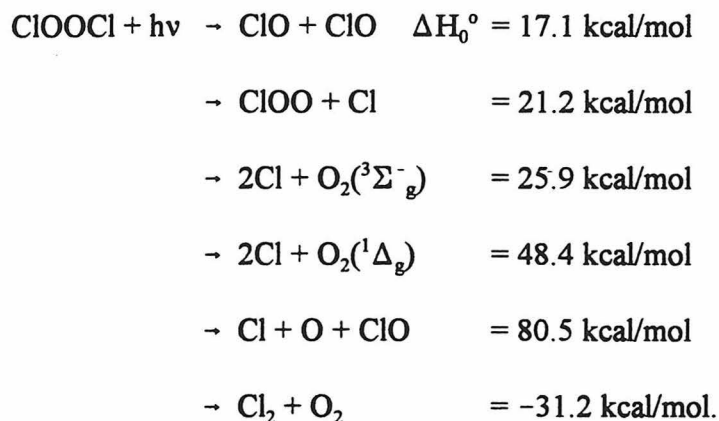 ClOOCl + hν → ClO + ClO ΔH₀° = 17.1 kcal/mol
→ ClOO + Cl = 21.2 kcal/mol
→ 2Cl + O₂(³Σ⁻g) = 25.9 kcal/mol
→ 2Cl + O₂(¹Δg) = 48.4 kcal/mol
→ Cl + O + ClO = 80.5 kcal/mol
→ Cl₂ + O₂ = -31.2 kcal/mol.